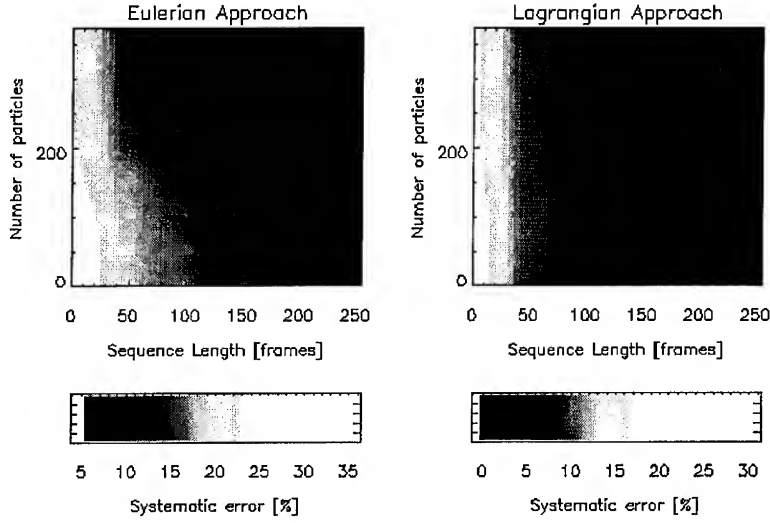 Eulerian Approach
Lagrangian Approach
Number of particles
200
0
0 50 100 150 200 250
Sequence Length [frames]
Number of particles
200
0
0 50 100 150 200 250
Sequence Length [frames]
5 10 15 20 25 30 35
Systematic error [%]
0 5 10 15 20 25 30
Systematic error [%]